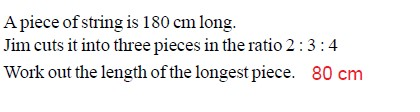 A piece of string is 180 cm long.
Jim cuts it into three pieces in the ratio 2 : 3 : 4
Work out the length of the longest piece. 80 cm